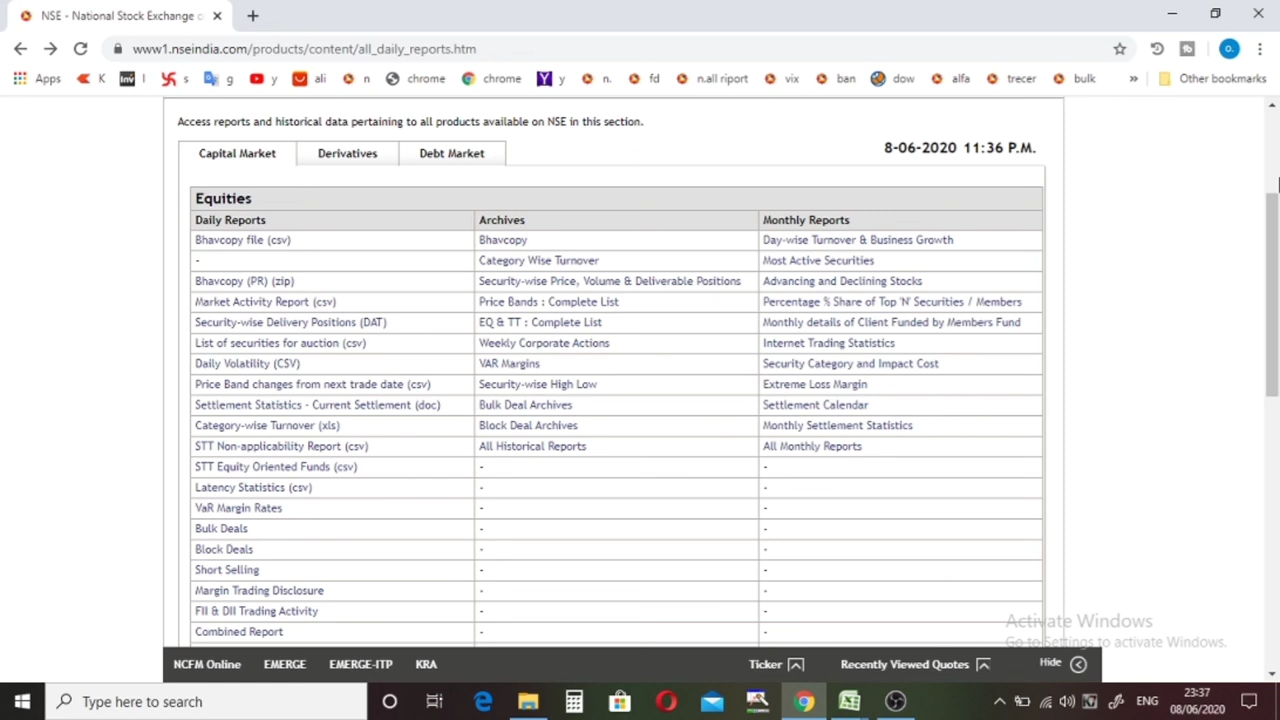 NSE - National Stock Exchange o
www1.nseindia.com/products/content/all_daily_reports.htm
o.
Apps K Inv l s g y ali n chrome chrome y n. fd n.all riport vix ban dow alfa trecer bulk » Other bookmarks
Access reports and historical data pertaining to all products available on NSE in this section.
Capital Market Derivatives Debt Market 8-06-2020 11:36 P.M.
Equities
Daily Reports Archives Monthly Reports
Bhavcopy file (csv) Bhavcopy Day-wise Turnover & Business Growth
- Category Wise Turnover Most Active Securities
Bhavcopy (PR) (zip) Security-wise Price, Volume & Deliverable Positions Advancing and Declining Stocks
Market Activity Report (csv) Price Bands : Complete List Percentage % Share of Top 'N' Securities / Members
Security-wise Delivery Positions (DAT) EQ & TT : Complete List Monthly details of Client Funded by Members Fund
List of securities for auction (csv) Weekly Corporate Actions Internet Trading Statistics
Daily Volatility (CSV) VAR Margins Security Category and Impact Cost
Price Band changes from next trade date (csv) Security-wise High Low Extreme Loss Margin
Settlement Statistics - Current Settlement (doc) Bulk Deal Archives Settlement Calendar
Category-wise Turnover (xls) Block Deal Archives Monthly Settlement Statistics
STT Non-applicability Report (csv) All Historical Reports All Monthly Reports
STT Equity Oriented Funds (csv) - -
Latency Statistics (csv) - -
VaR Margin Rates - -
Bulk Deals - -
Block Deals - -
Short Selling - -
Margin Trading Disclosure - -
FII & DII Trading Activity - -
Combined Report - -
Activate Windows
Go to Settings to activate Windows.
NCFM Online EMERGE EMERGE-ITP KRA Ticker Recently Viewed Quotes Hide
Type here to search ENG 23:37
08/06/2020